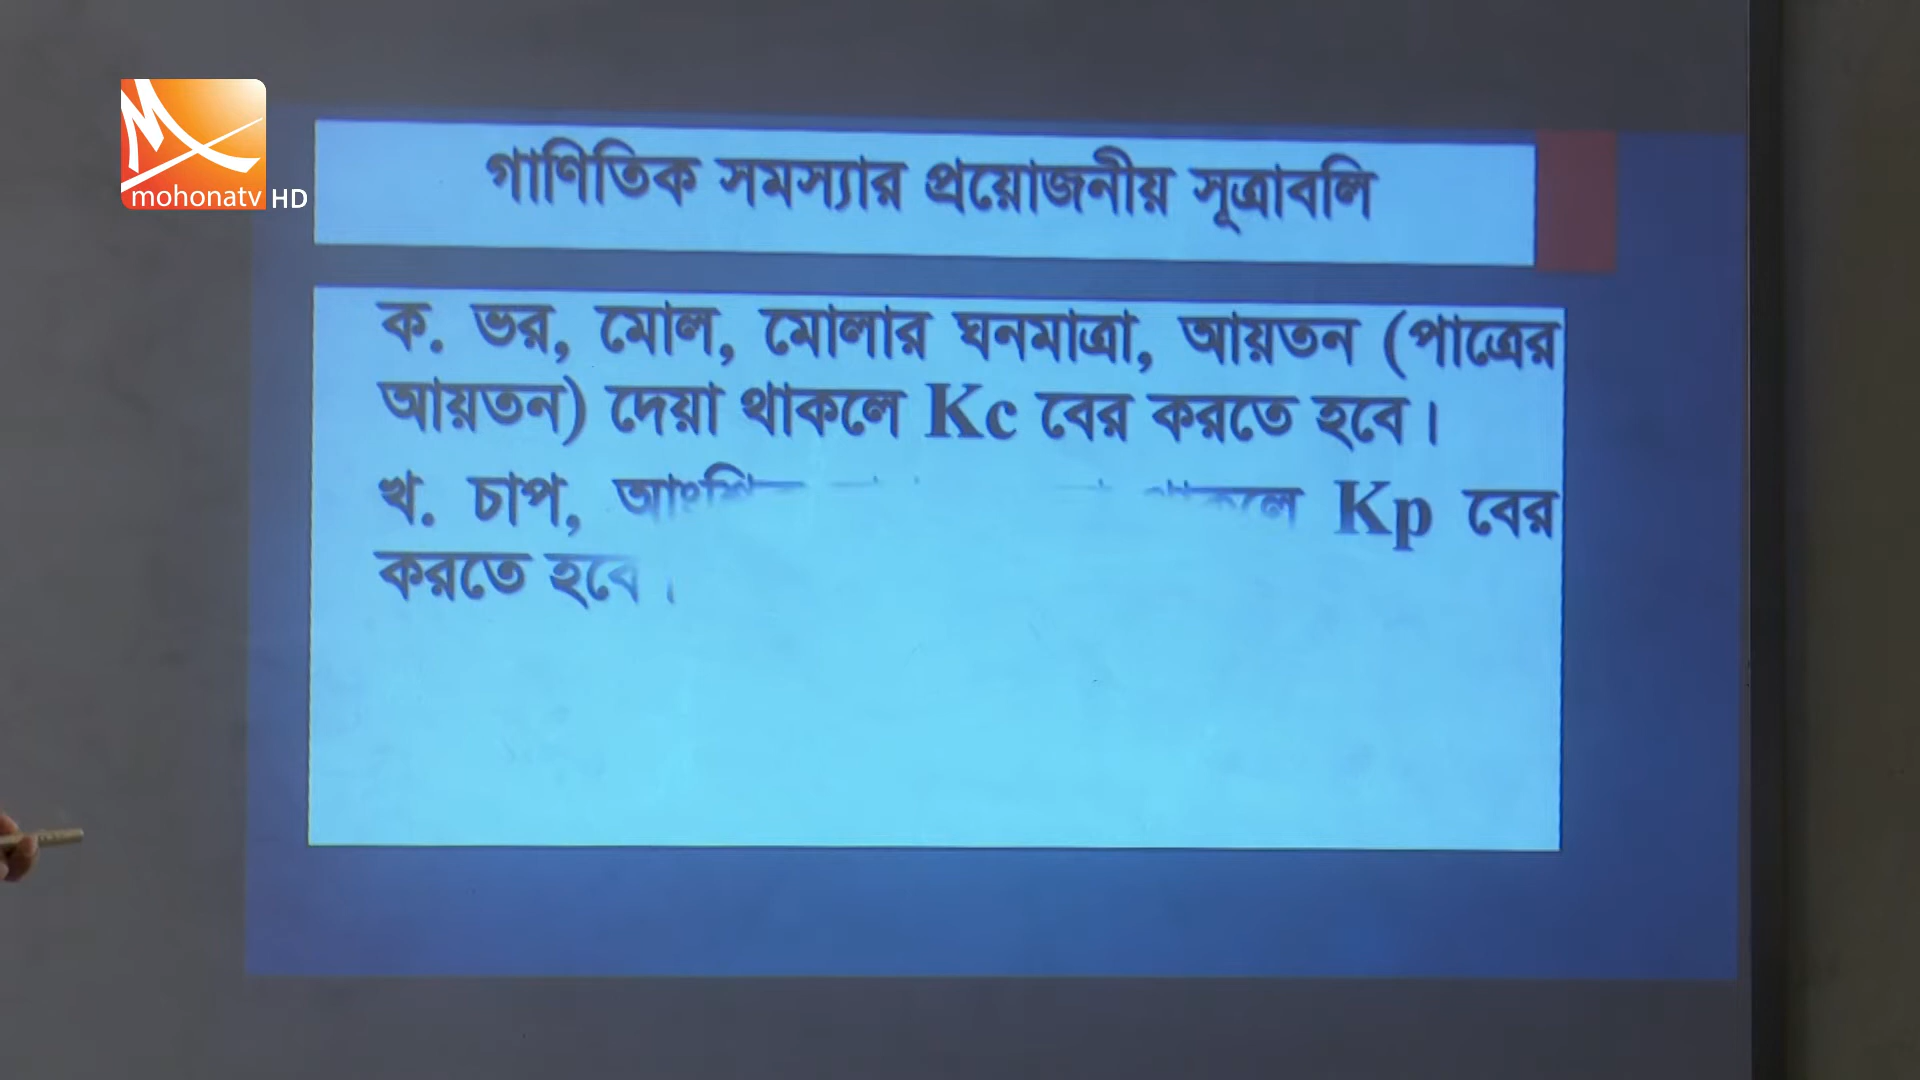 mohonatv HD
গাণিতিক সমস্যার প্রয়োজনীয় সূত্রাবলি
ক. ভর, মোল, মোলার ঘনমাত্রা, আয়তন (পাত্রের
আয়তন) দেয়া থাকলে Kc বের করতে হবে।
খ. চাপ, থাকলে Kp বের
করতে হবে।